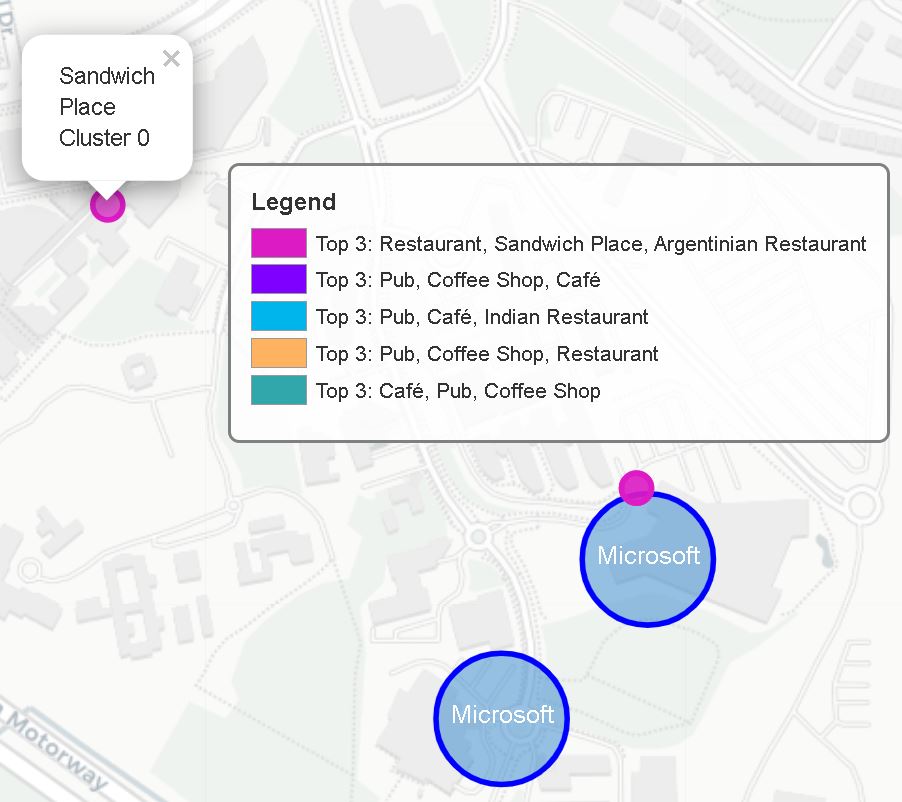 Dr.
×
Sandwich
Place
Cluster 0
Legend
Top 3: Restaurant, Sandwich Place, Argentinian Restaurant
Top 3: Pub, Coffee Shop, Café
Top 3: Pub, Café, Indian Restaurant
Top 3: Pub, Coffee Shop, Restaurant
Top 3: Café, Pub, Coffee Shop
Microsoft
Microsoft
Motorway